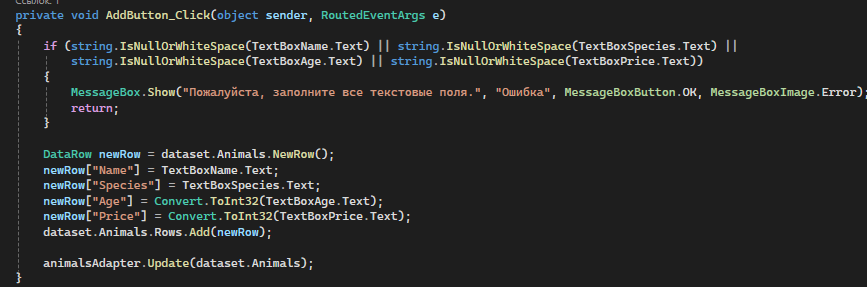 Ссылок: 1
private void AddButton_Click(object sender, RoutedEventArgs e)
{
if (string.IsNullOrWhiteSpace(TextBoxName.Text) || string.IsNullOrWhiteSpace(TextBoxSpecies.Text) ||
string.IsNullOrWhiteSpace(TextBoxAge.Text) || string.IsNullOrWhiteSpace(TextBoxPrice.Text))
{
MessageBox.Show("Пожалуйста, заполните все текстовые поля.", "Ошибка", MessageBoxButton.OK, MessageBoxImage.Error);
return;
}
DataRow newRow = dataset.Animals.NewRow();
newRow["Name"] = TextBoxName.Text;
newRow["Species"] = TextBoxSpecies.Text;
newRow["Age"] = Convert.ToInt32(TextBoxAge.Text);
newRow["Price"] = Convert.ToInt32(TextBoxPrice.Text);
dataset.Animals.Rows.Add(newRow);
animalsAdapter.Update(dataset.Animals);
}